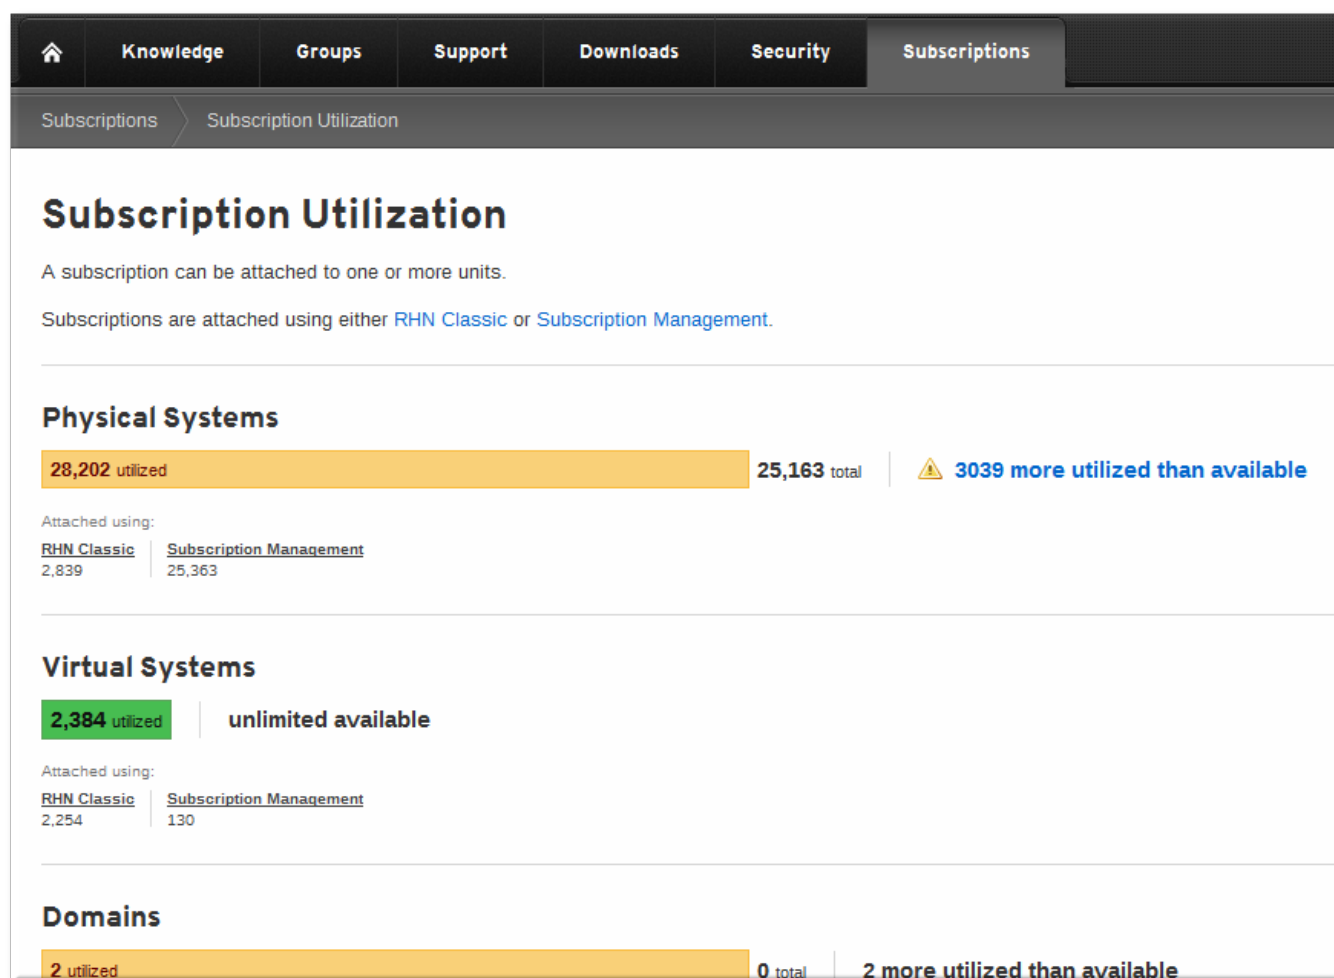 Knowledge Groups Support Downloads Security Subscriptions
Subscriptions Subscription Utilization
Subscription Utilization
A subscription can be attached to one or more units.
Subscriptions are attached using either RHN Classic or Subscription Management.
Physical Systems
28,202 utilized 25,163 total 3039 more utilized than available
Attached using:
RHN Classic Subscription Management
2,839 25,363
Virtual Systems
2,384 utilized unlimited available
Attached using:
RHN Classic Subscription Management
2,254 130
Domains
2 utilized 0 total 2 more utilized than available